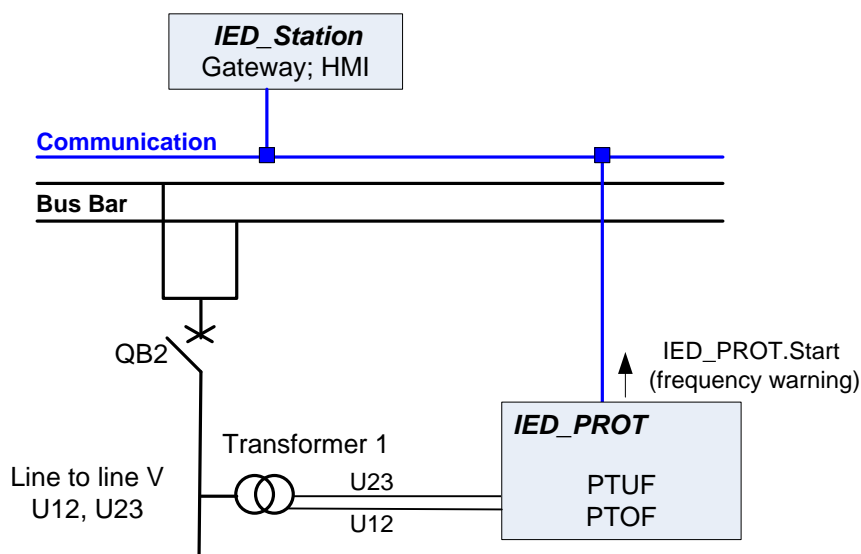 IED_Station
Gateway; HMI
Communication
Bus Bar
QB2
IED_PROT.Start
(frequency warning)
Transformer 1
Line to line V
U12, U23
U23
U12
IED_PROT
PTUF
PTOF